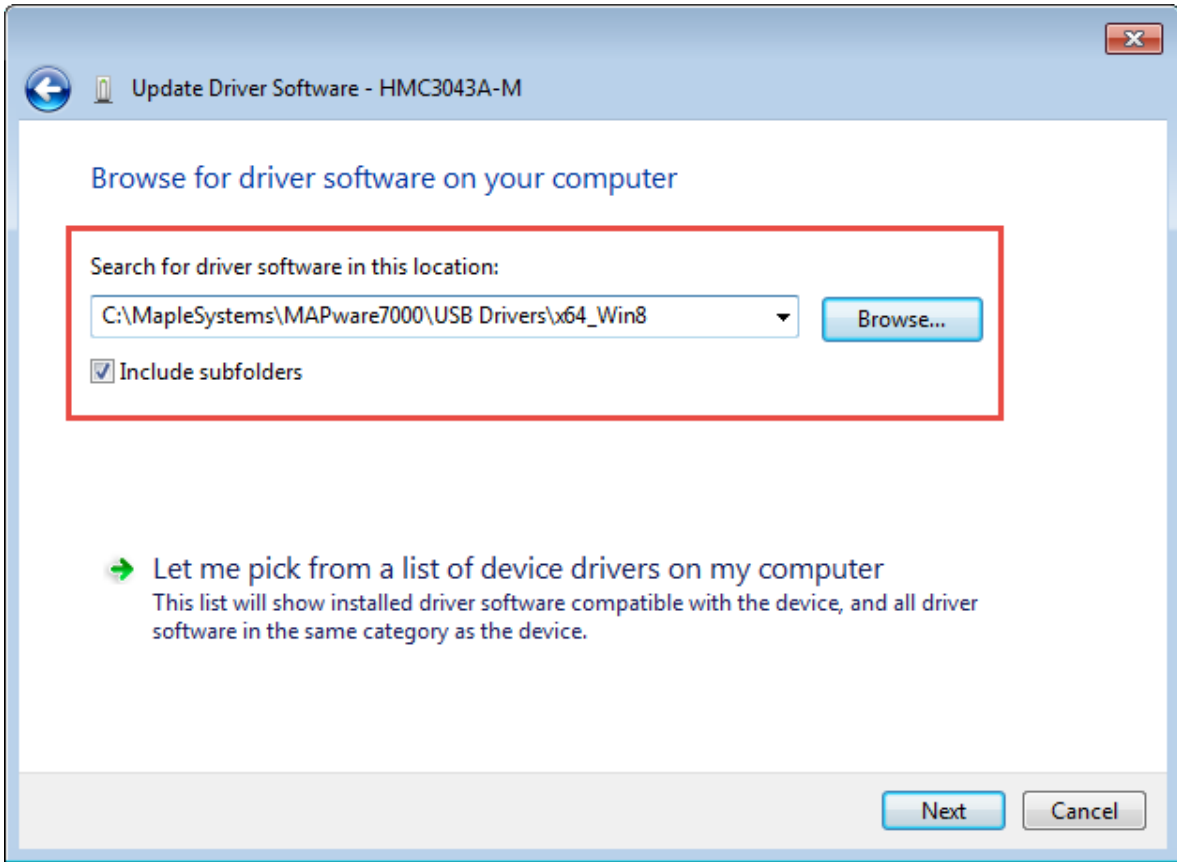 Update Driver Software - HMC3043A-M
Browse for driver software on your computer
Search for driver software in this location:
C:\MapleSystems\MAPware7000\USB Drivers\x64_Win8
Browse...
Include subfolders
Let me pick from a list of device drivers on my computer
This list will show installed driver software compatible with the device, and all driver
software in the same category as the device.
Next
Cancel